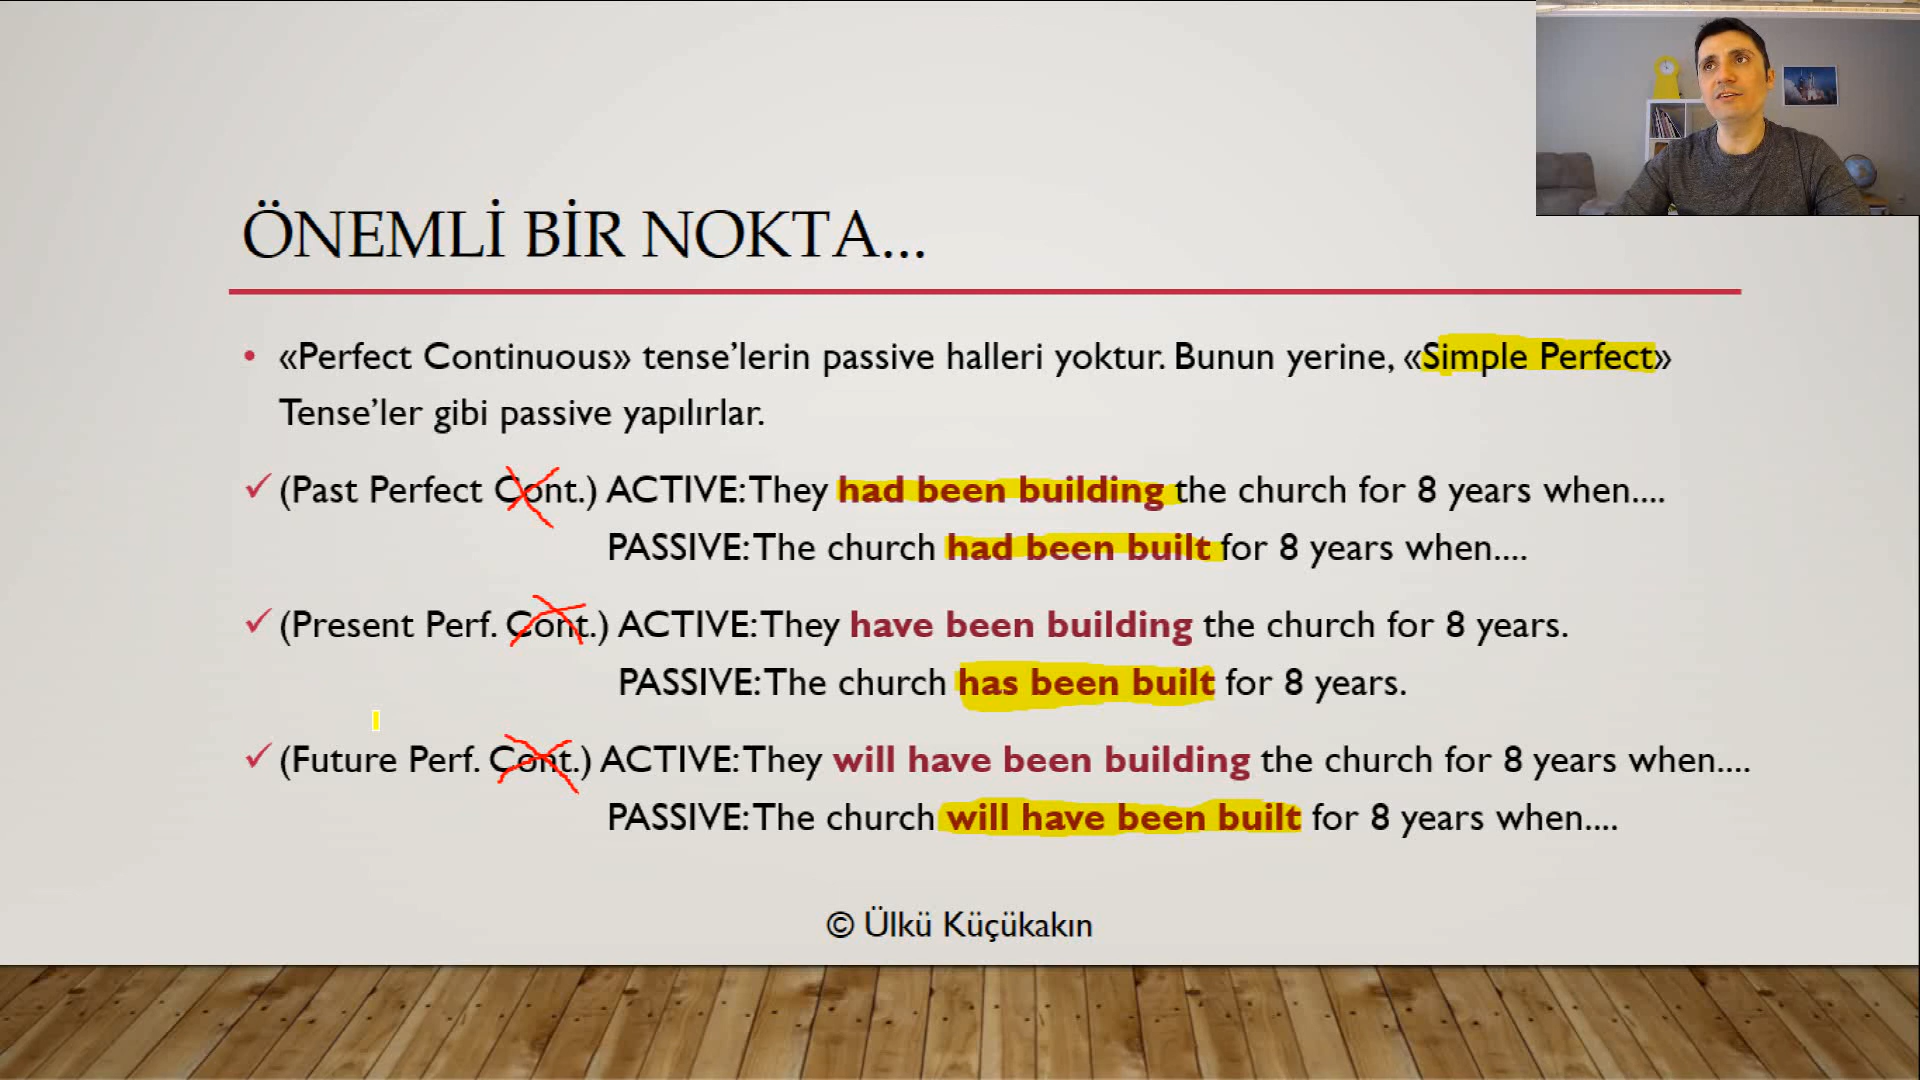 ÖNEMLİ BİR NOKTA...
• «Perfect Continuous» tense’lerin passive halleri yoktur. Bunun yerine, «Simple Perfect»
Tense’ler gibi passive yapılırlar.
✓ (Past Perfect Cont.) ACTIVE: They had been building the church for 8 years when....
PASSIVE: The church had been built for 8 years when....
✓ (Present Perf. Cont.) ACTIVE: They have been building the church for 8 years.
PASSIVE: The church has been built for 8 years.
✓ (Future Perf. Cont.) ACTIVE: They will have been building the church for 8 years when....
PASSIVE: The church will have been built for 8 years when....
© Ülkü Küçükakın